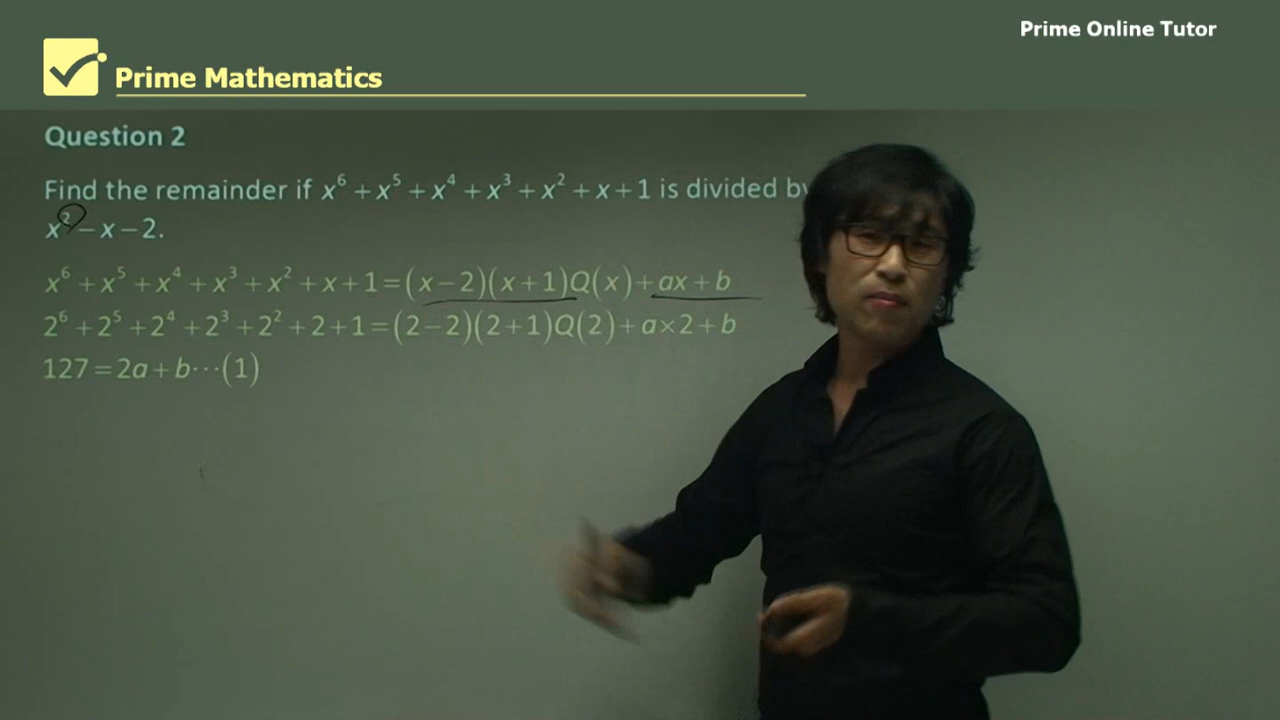 Prime Online Tutor
Prime Mathematics
Question 2
Find the remainder if x⁶ + x⁵ + x⁴ + x³ + x² + x + 1 is divided by
x² − x − 2.
x⁶ + x⁵ + x⁴ + x³ + x² + x + 1 = (x − 2)(x + 1)Q(x) + ax + b
2⁶ + 2⁵ + 2⁴ + 2³ + 2² + 2 + 1 = (2 − 2)(2 + 1)Q(2) + a × 2 + b
127 = 2a + b ⋯ (1)